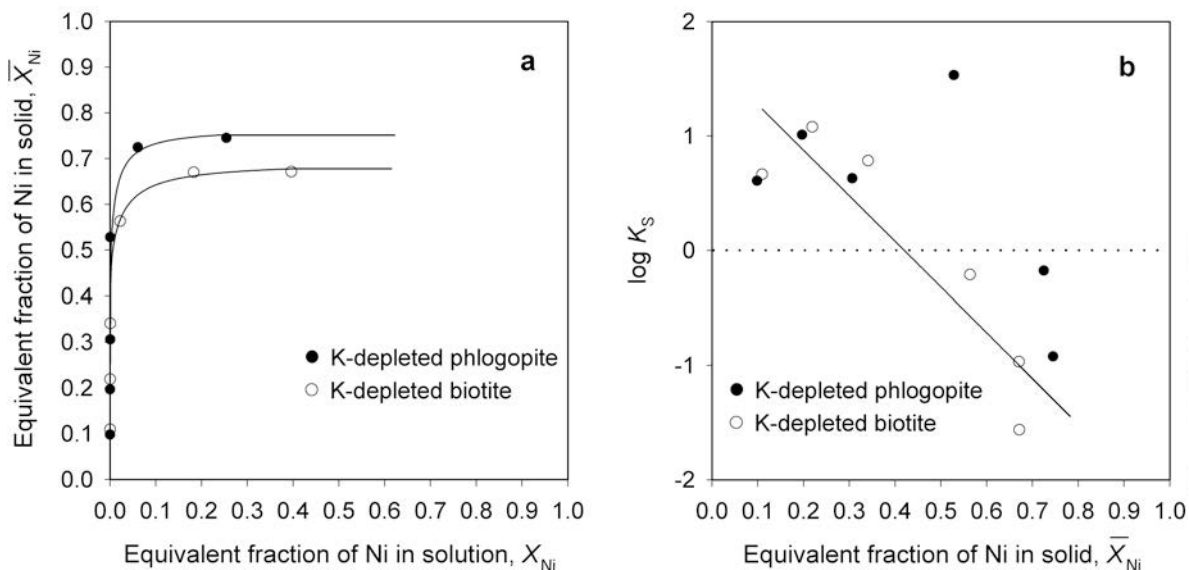 a
Equivalent fraction of Ni in solid, X̅Ni
1.0
0.9
0.8
0.7
0.6
0.5
0.4
0.3
0.2
0.1
0.0
K-depleted phlogopite
K-depleted biotite
0.0 0.1 0.2 0.3 0.4 0.5 0.6 0.7 0.8 0.9 1.0
Equivalent fraction of Ni in solution, XNi
b
log KS
2
1
0
-1
-2
K-depleted phlogopite
K-depleted biotite
0.0 0.1 0.2 0.3 0.4 0.5 0.6 0.7 0.8 0.9 1.0
Equivalent fraction of Ni in solid, X̅Ni